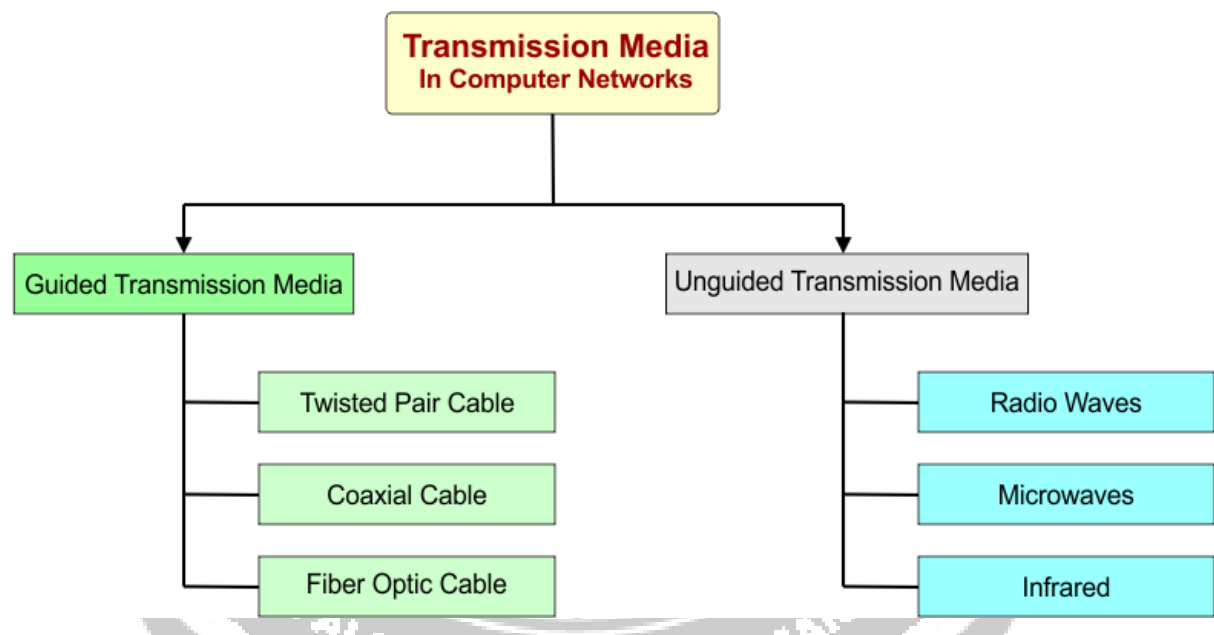 Transmission Media
In Computer Networks
Guided Transmission Media
Unguided Transmission Media
Twisted Pair Cable
Radio Waves
Coaxial Cable
Microwaves
Fiber Optic Cable
Infrared